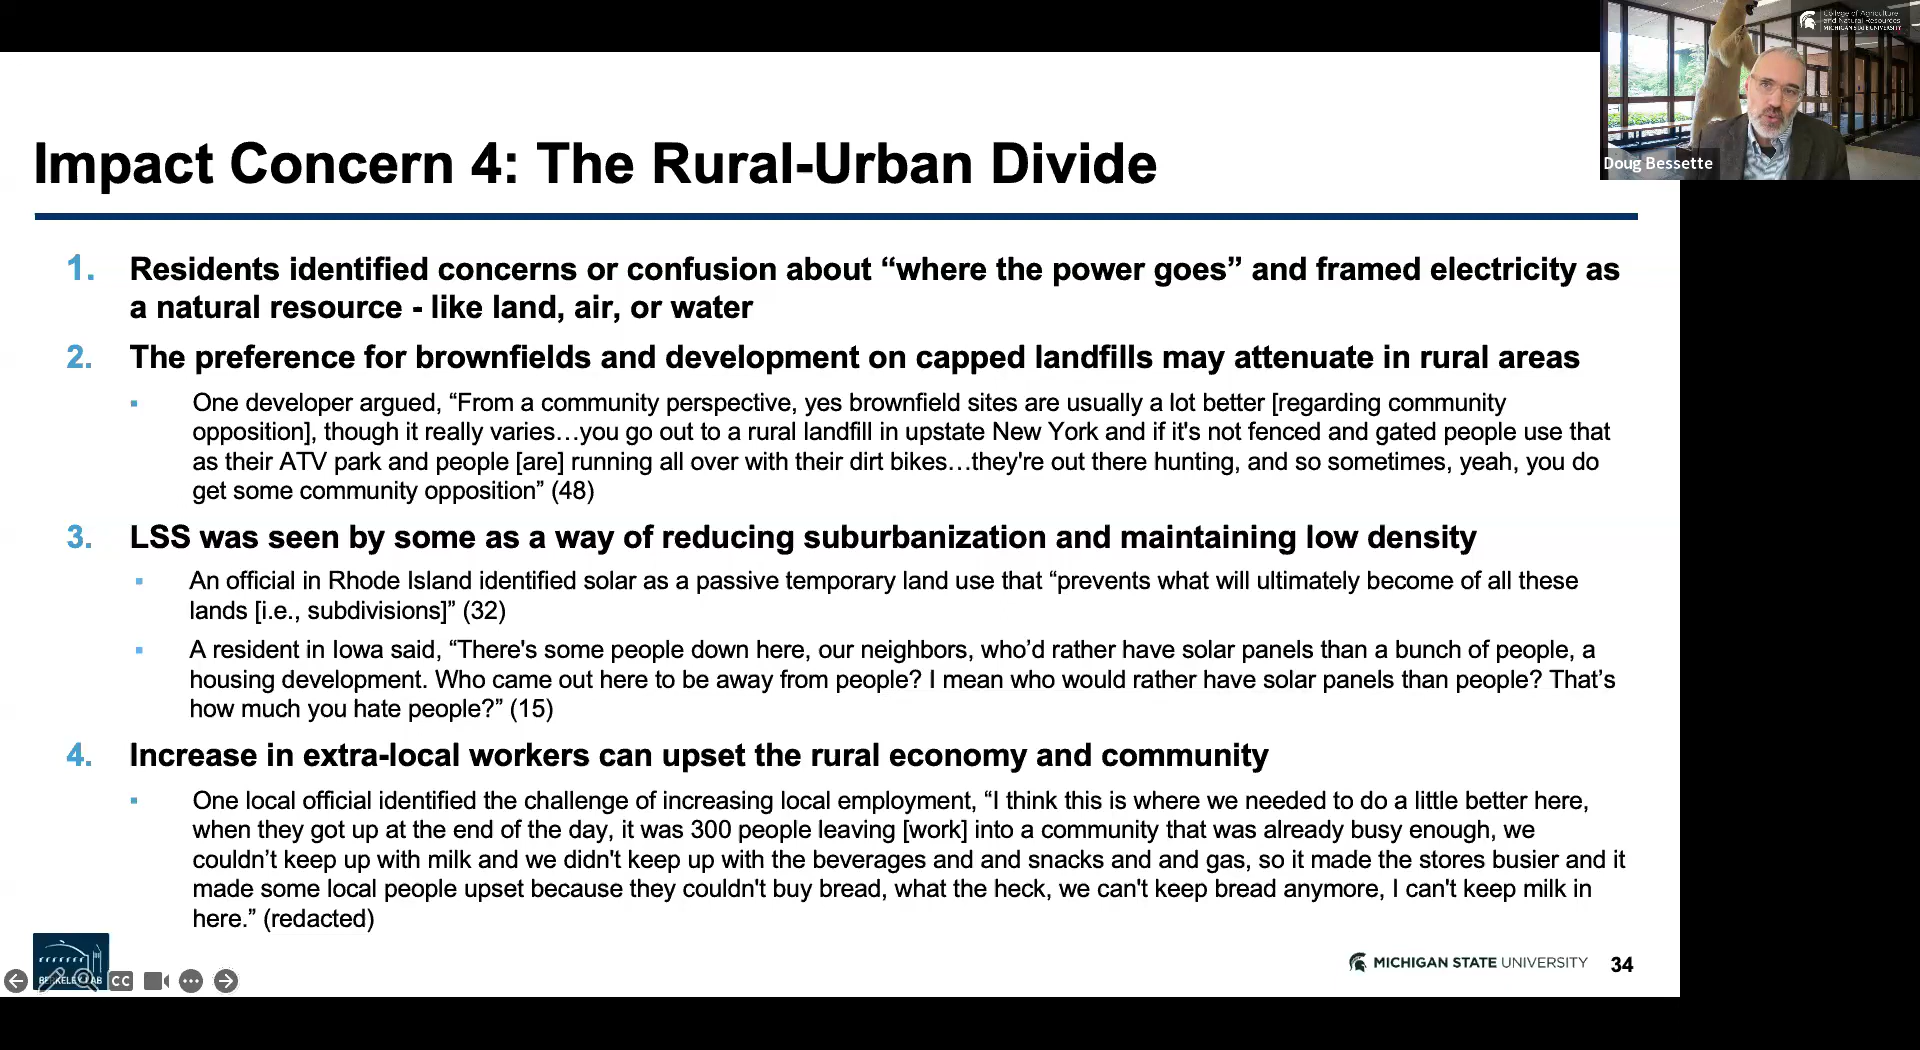 College of Agriculture
and Natural Resources
MICHIGAN STATE UNIVERSITY
Doug Bessette
Impact Concern 4: The Rural-Urban Divide
1. Residents identified concerns or confusion about “where the power goes” and framed electricity as
a natural resource - like land, air, or water
2. The preference for brownfields and development on capped landfills may attenuate in rural areas
▪ One developer argued, “From a community perspective, yes brownfield sites are usually a lot better [regarding community
opposition], though it really varies…you go out to a rural landfill in upstate New York and if it's not fenced and gated people use that
as their ATV park and people [are] running all over with their dirt bikes…they're out there hunting, and so sometimes, yeah, you do
get some community opposition” (48)
3. LSS was seen by some as a way of reducing suburbanization and maintaining low density
▪ An official in Rhode Island identified solar as a passive temporary land use that “prevents what will ultimately become of all these
lands [i.e., subdivisions]” (32)
▪ A resident in Iowa said, “There's some people down here, our neighbors, who’d rather have solar panels than a bunch of people, a
housing development. Who came out here to be away from people? I mean who would rather have solar panels than people? That’s
how much you hate people?” (15)
4. Increase in extra-local workers can upset the rural economy and community
▪ One local official identified the challenge of increasing local employment, “I think this is where we needed to do a little better here,
when they got up at the end of the day, it was 300 people leaving [work] into a community that was already busy enough, we
couldn’t keep up with milk and we didn't keep up with the beverages and and snacks and and gas, so it made the stores busier and it
made some local people upset because they couldn't buy bread, what the heck, we can't keep bread anymore, I can't keep milk in
here.” (redacted)
BERKELEY LAB
CC
MICHIGAN STATE UNIVERSITY
34